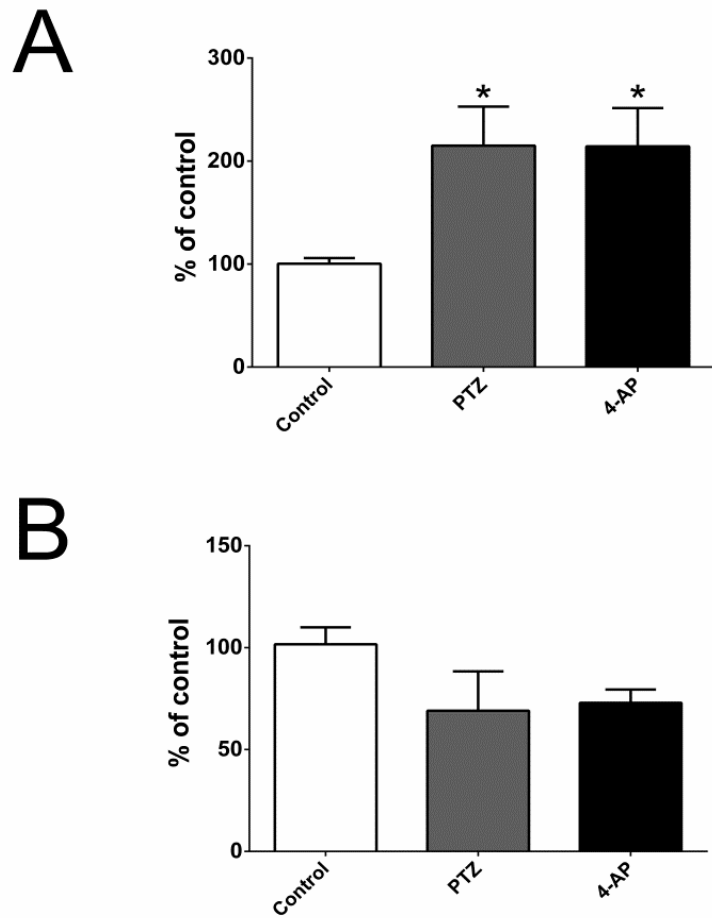 A
% of control
300
200
100
0
*
*
Control
PTZ
4-AP
B
% of control
150
100
50
0
Control
PTZ
4-AP